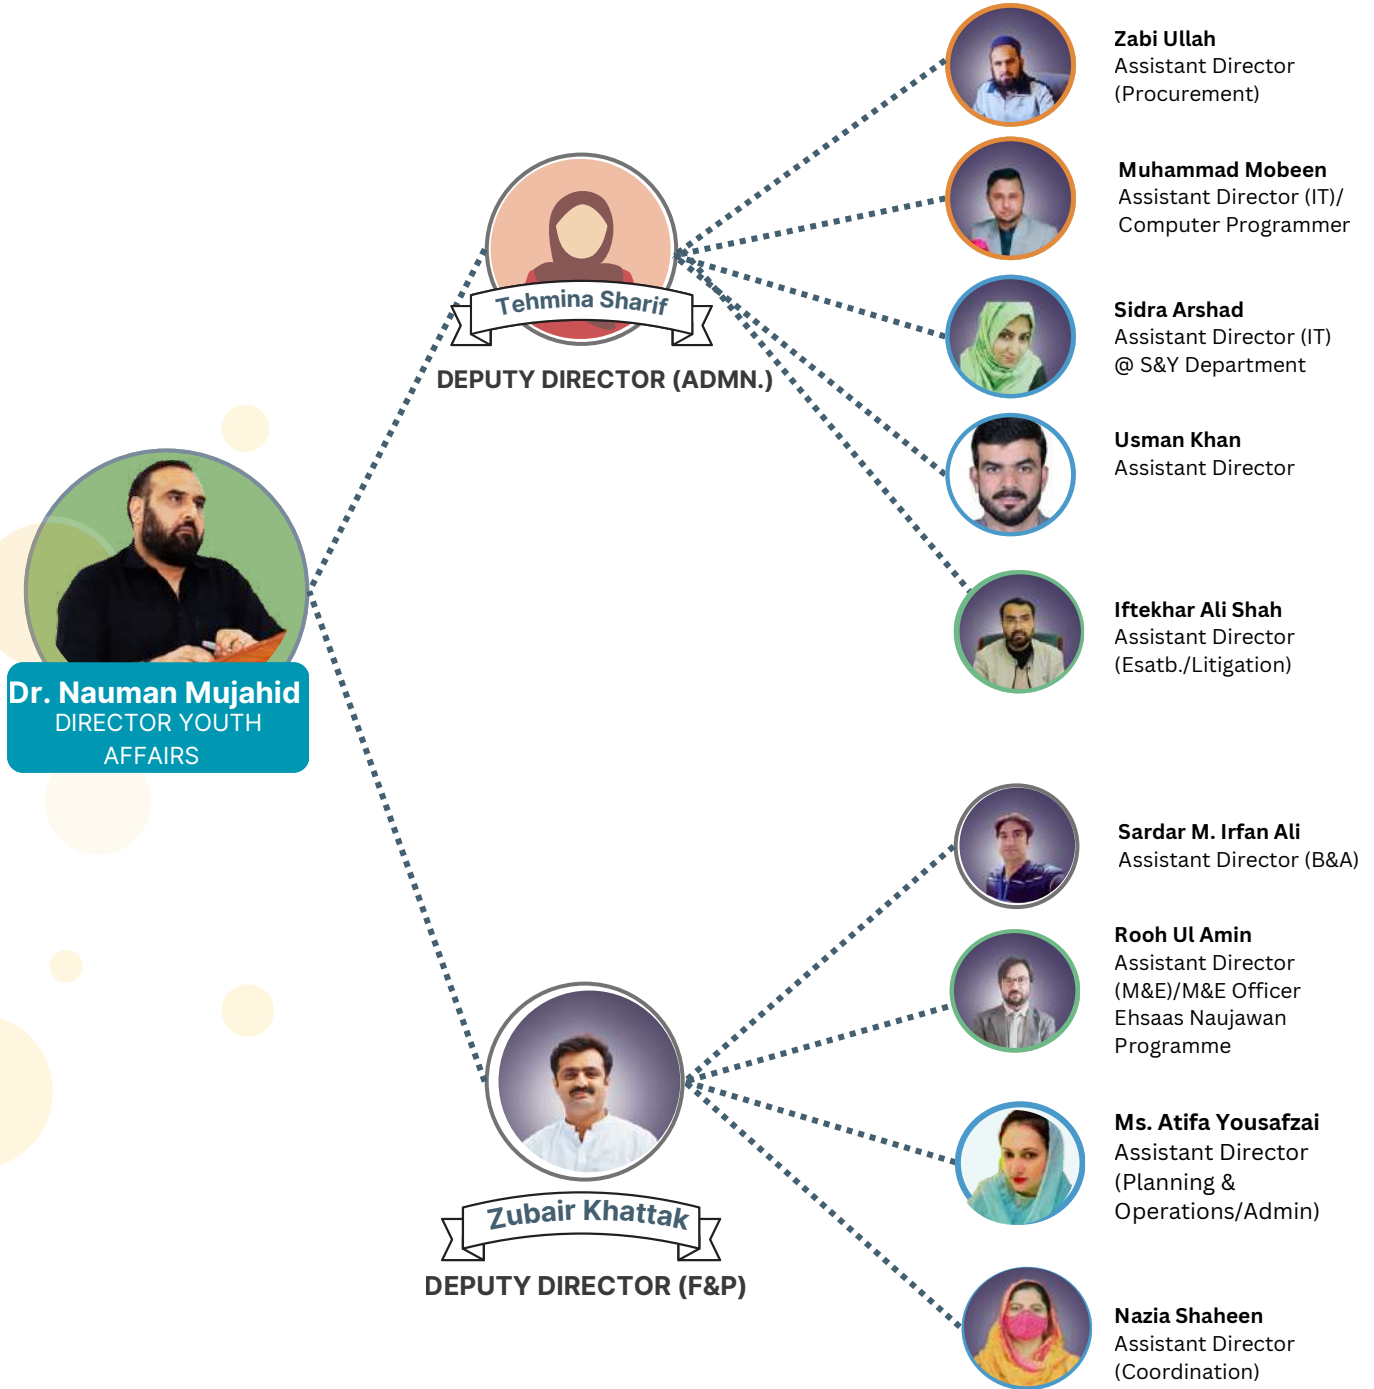 Zabi Ullah
Assistant Director
(Procurement)
Muhammad Mobeen
Assistant Director (IT)/
Computer Programmer
Tehmina Sharif
DEPUTY DIRECTOR (ADMN.)
Sidra Arshad
Assistant Director (IT)
@ S&Y Department
Usman Khan
Assistant Director
Iftekhar Ali Shah
Assistant Director
(Esatb./Litigation)
Dr. Nauman Mujahid
DIRECTOR YOUTH
AFFAIRS
Sardar M. Irfan Ali
Assistant Director (B&A)
Rooh Ul Amin
Assistant Director
(M&E)/M&E Officer
Ehsaas Naujawan
Programme
Ms. Atifa Yousafzai
Assistant Director
(Planning &
Operations/Admin)
Zubair Khattak
DEPUTY DIRECTOR (F&P)
Nazia Shaheen
Assistant Director
(Coordination)